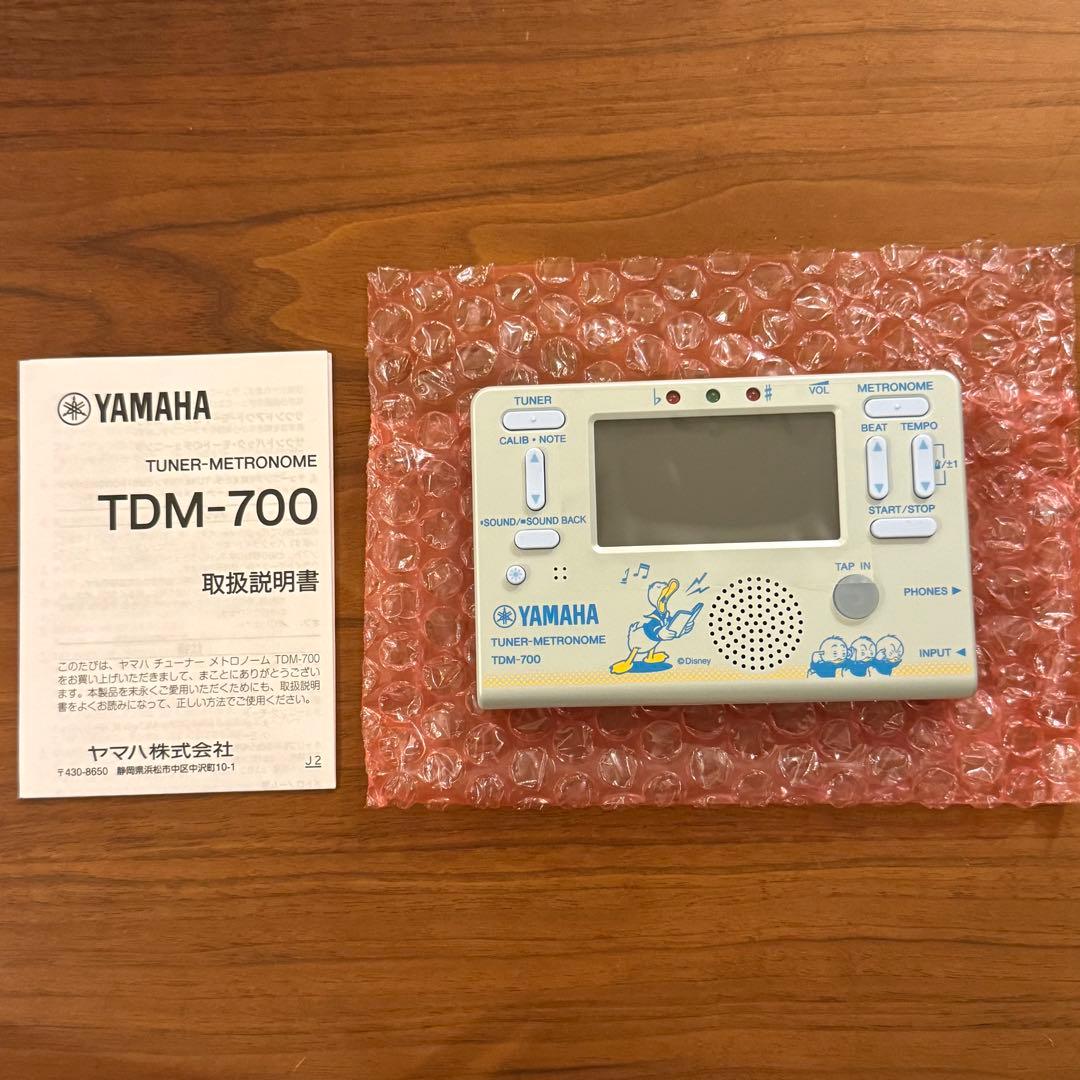 YAMAHA
TUNER-METRONOME
TDM-700
取扱説明書
このたびは、ヤマハ チューナー メトロノーム TDM-700
をお買い上げいただきまして、まことにありがとうござい
ます。本製品を末永くご愛用いただくためにも、取扱説明
書をよくお読みになって、正しい方法でご使用ください。
ヤマハ株式会社
〒430-8650 静岡県浜松市中区中沢町10-1
J2
TUNER
♭
♯
VOL
METRONOME
CALIB・NOTE
BEAT TEMPO
/±1
SOUND/■SOUND BACK
START/STOP
TAP IN
PHONES ▶
INPUT ◀
YAMAHA
TUNER-METRONOME
TDM-700
©Disney